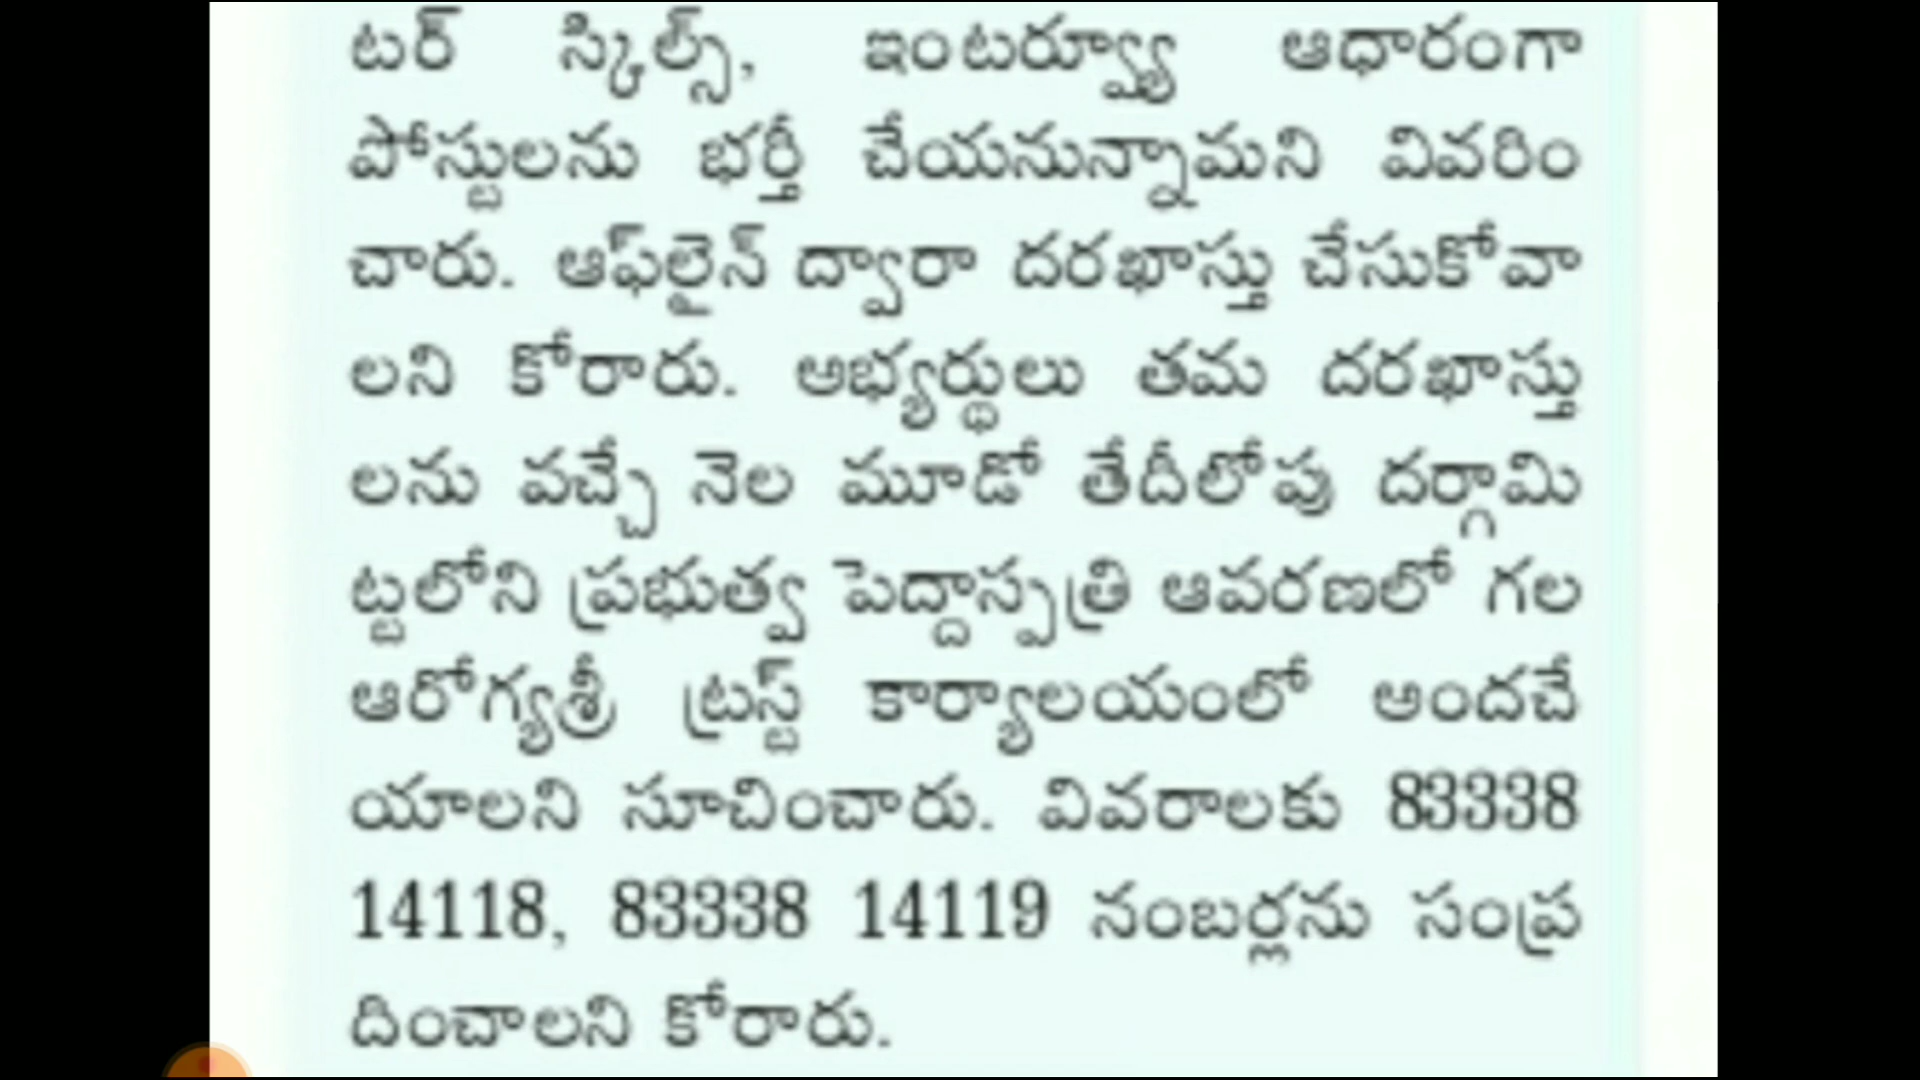 టర్ స్కిల్స్, ఇంటర్వ్యూ ఆధారంగా
పోస్టులను భర్తీ చేయనున్నామని వివరిం
చారు. ఆఫ్‌లైన్ ద్వారా దరఖాస్తు చేసుకోవా
లని కోరారు. అభ్యర్థులు తమ దరఖాస్తు
లను వచ్చే నెల మూడో తేదీలోపు దర్గామి
ట్టలోని ప్రభుత్వ పెద్దాస్పత్రి ఆవరణలో గల
ఆరోగ్యశ్రీ ట్రస్ట్ కార్యాలయంలో అందచే
యాలని సూచించారు. వివరాలకు 83338
14118, 83338 14119 నంబర్లను సంప్ర
దించాలని కోరారు.